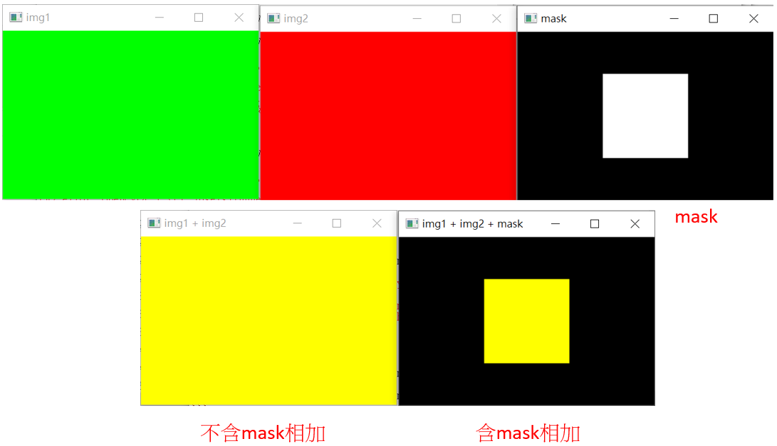 img1
img2
mask
mask
img1 + img2
img1 + img2 + mask
不含mask相加
含mask相加